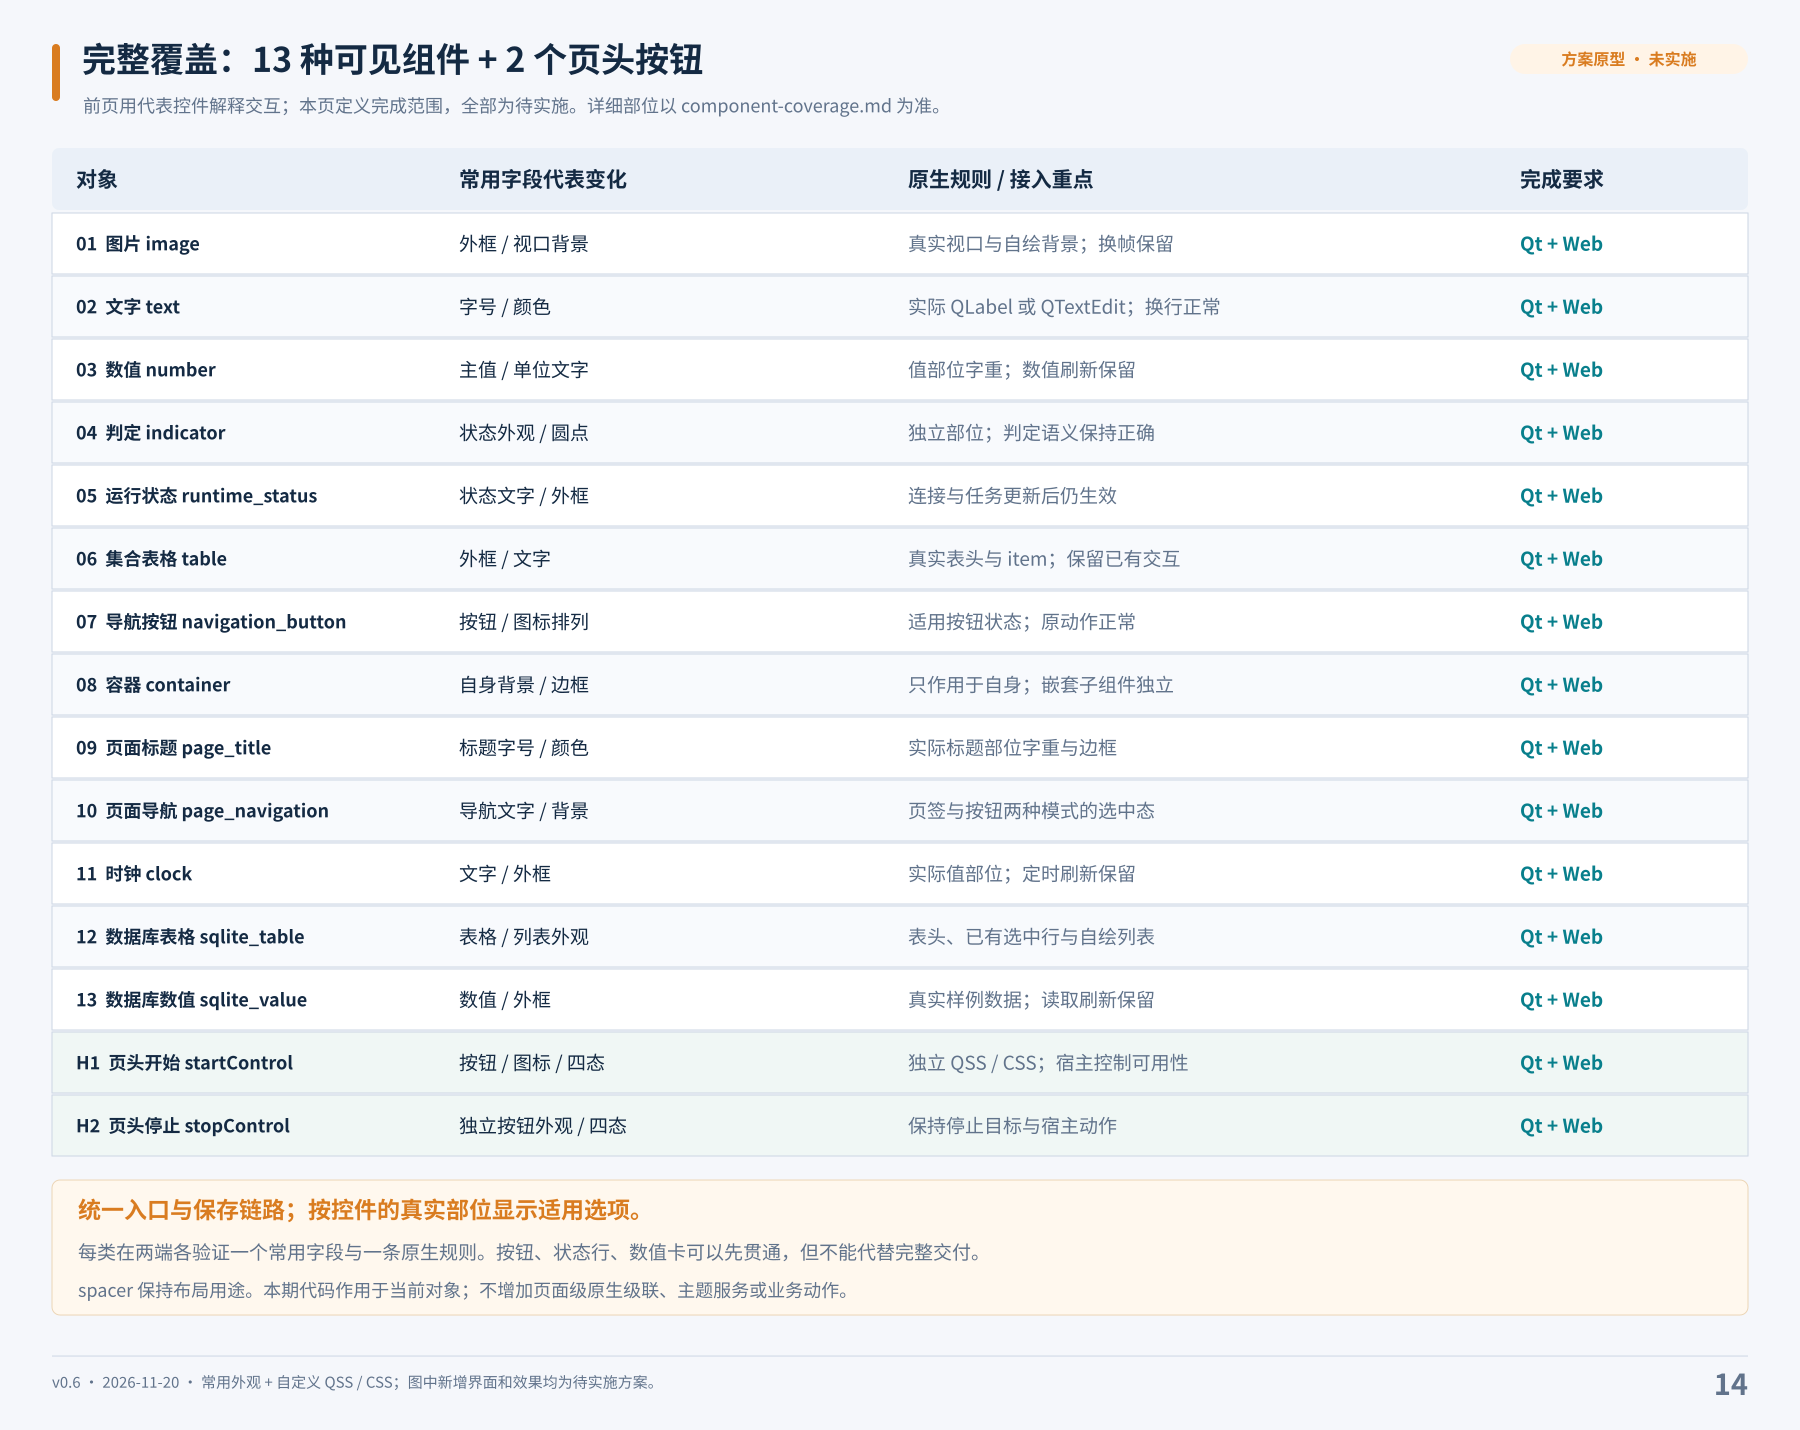 完整覆盖：13 种可见组件 + 2 个页头按钮
方案原型 · 未实施
前页用代表控件解释交互；本页定义完成范围，全部为待实施。详细部位以 component-coverage.md 为准。
对象 常用字段代表变化 原生规则 / 接入重点 完成要求
01 图片 image 外框 / 视口背景 真实视口与自绘背景；换帧保留 Qt + Web
02 文字 text 字号 / 颜色 实际 QLabel 或 QTextEdit；换行正常 Qt + Web
03 数值 number 主值 / 单位文字 值部位字重；数值刷新保留 Qt + Web
04 判定 indicator 状态外观 / 圆点 独立部位；判定语义保持正确 Qt + Web
05 运行状态 runtime_status 状态文字 / 外框 连接与任务更新后仍生效 Qt + Web
06 集合表格 table 外框 / 文字 真实表头与 item；保留已有交互 Qt + Web
07 导航按钮 navigation_button 按钮 / 图标排列 适用按钮状态；原动作正常 Qt + Web
08 容器 container 自身背景 / 边框 只作用于自身；嵌套子组件独立 Qt + Web
09 页面标题 page_title 标题字号 / 颜色 实际标题部位字重与边框 Qt + Web
10 页面导航 page_navigation 导航文字 / 背景 页签与按钮两种模式的选中态 Qt + Web
11 时钟 clock 文字 / 外框 实际值部位；定时刷新保留 Qt + Web
12 数据库表格 sqlite_table 表格 / 列表外观 表头、已有选中行与自绘列表 Qt + Web
13 数据库数值 sqlite_value 数值 / 外框 真实样例数据；读取刷新保留 Qt + Web
H1 页头开始 startControl 按钮 / 图标 / 四态 独立 QSS / CSS；宿主控制可用性 Qt + Web
H2 页头停止 stopControl 独立按钮外观 / 四态 保持停止目标与宿主动作 Qt + Web
统一入口与保存链路；按控件的真实部位显示适用选项。
每类在两端各验证一个常用字段与一条原生规则。按钮、状态行、数值卡可以先贯通，但不能代替完整交付。
spacer 保持布局用途。本期代码作用于当前对象；不增加页面级原生级联、主题服务或业务动作。
v0.6 · 2026-11-20 · 常用外观 + 自定义 QSS / CSS；图中新增界面和效果均为待实施方案。
14